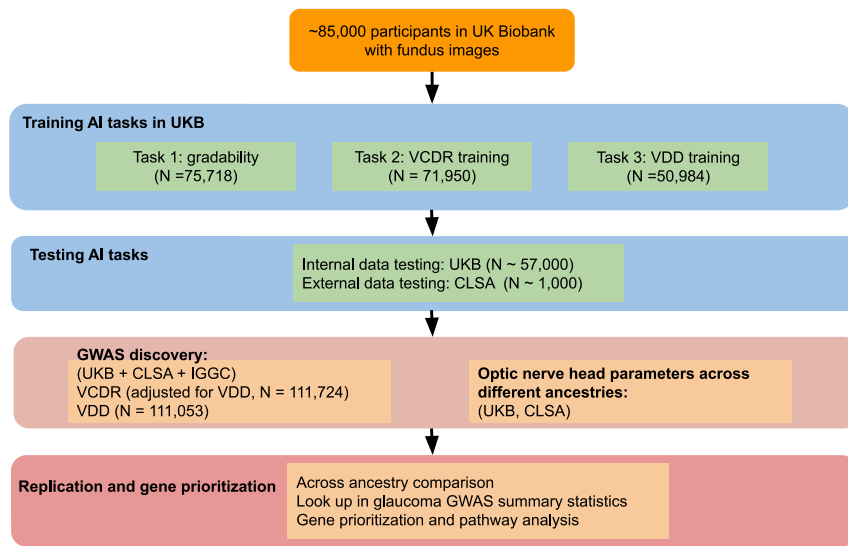 ~85,000 participants in UK Biobank
with fundus images
Training AI tasks in UKB
Task 1: gradability
(N =75,718)
Task 2: VCDR training
(N = 71,950)
Task 3: VDD training
(N =50,984)
Testing AI tasks
Internal data testing: UKB (N ~ 57,000)
External data testing: CLSA (N ~ 1,000)
GWAS discovery:
(UKB + CLSA + IGGC)
VCDR (adjusted for VDD, N = 111,724)
VDD (N = 111,053)
Optic nerve head parameters across
different ancestries:
(UKB, CLSA)
Replication and gene prioritization
Across ancestry comparison
Look up in glaucoma GWAS summary statistics
Gene prioritization and pathway analysis